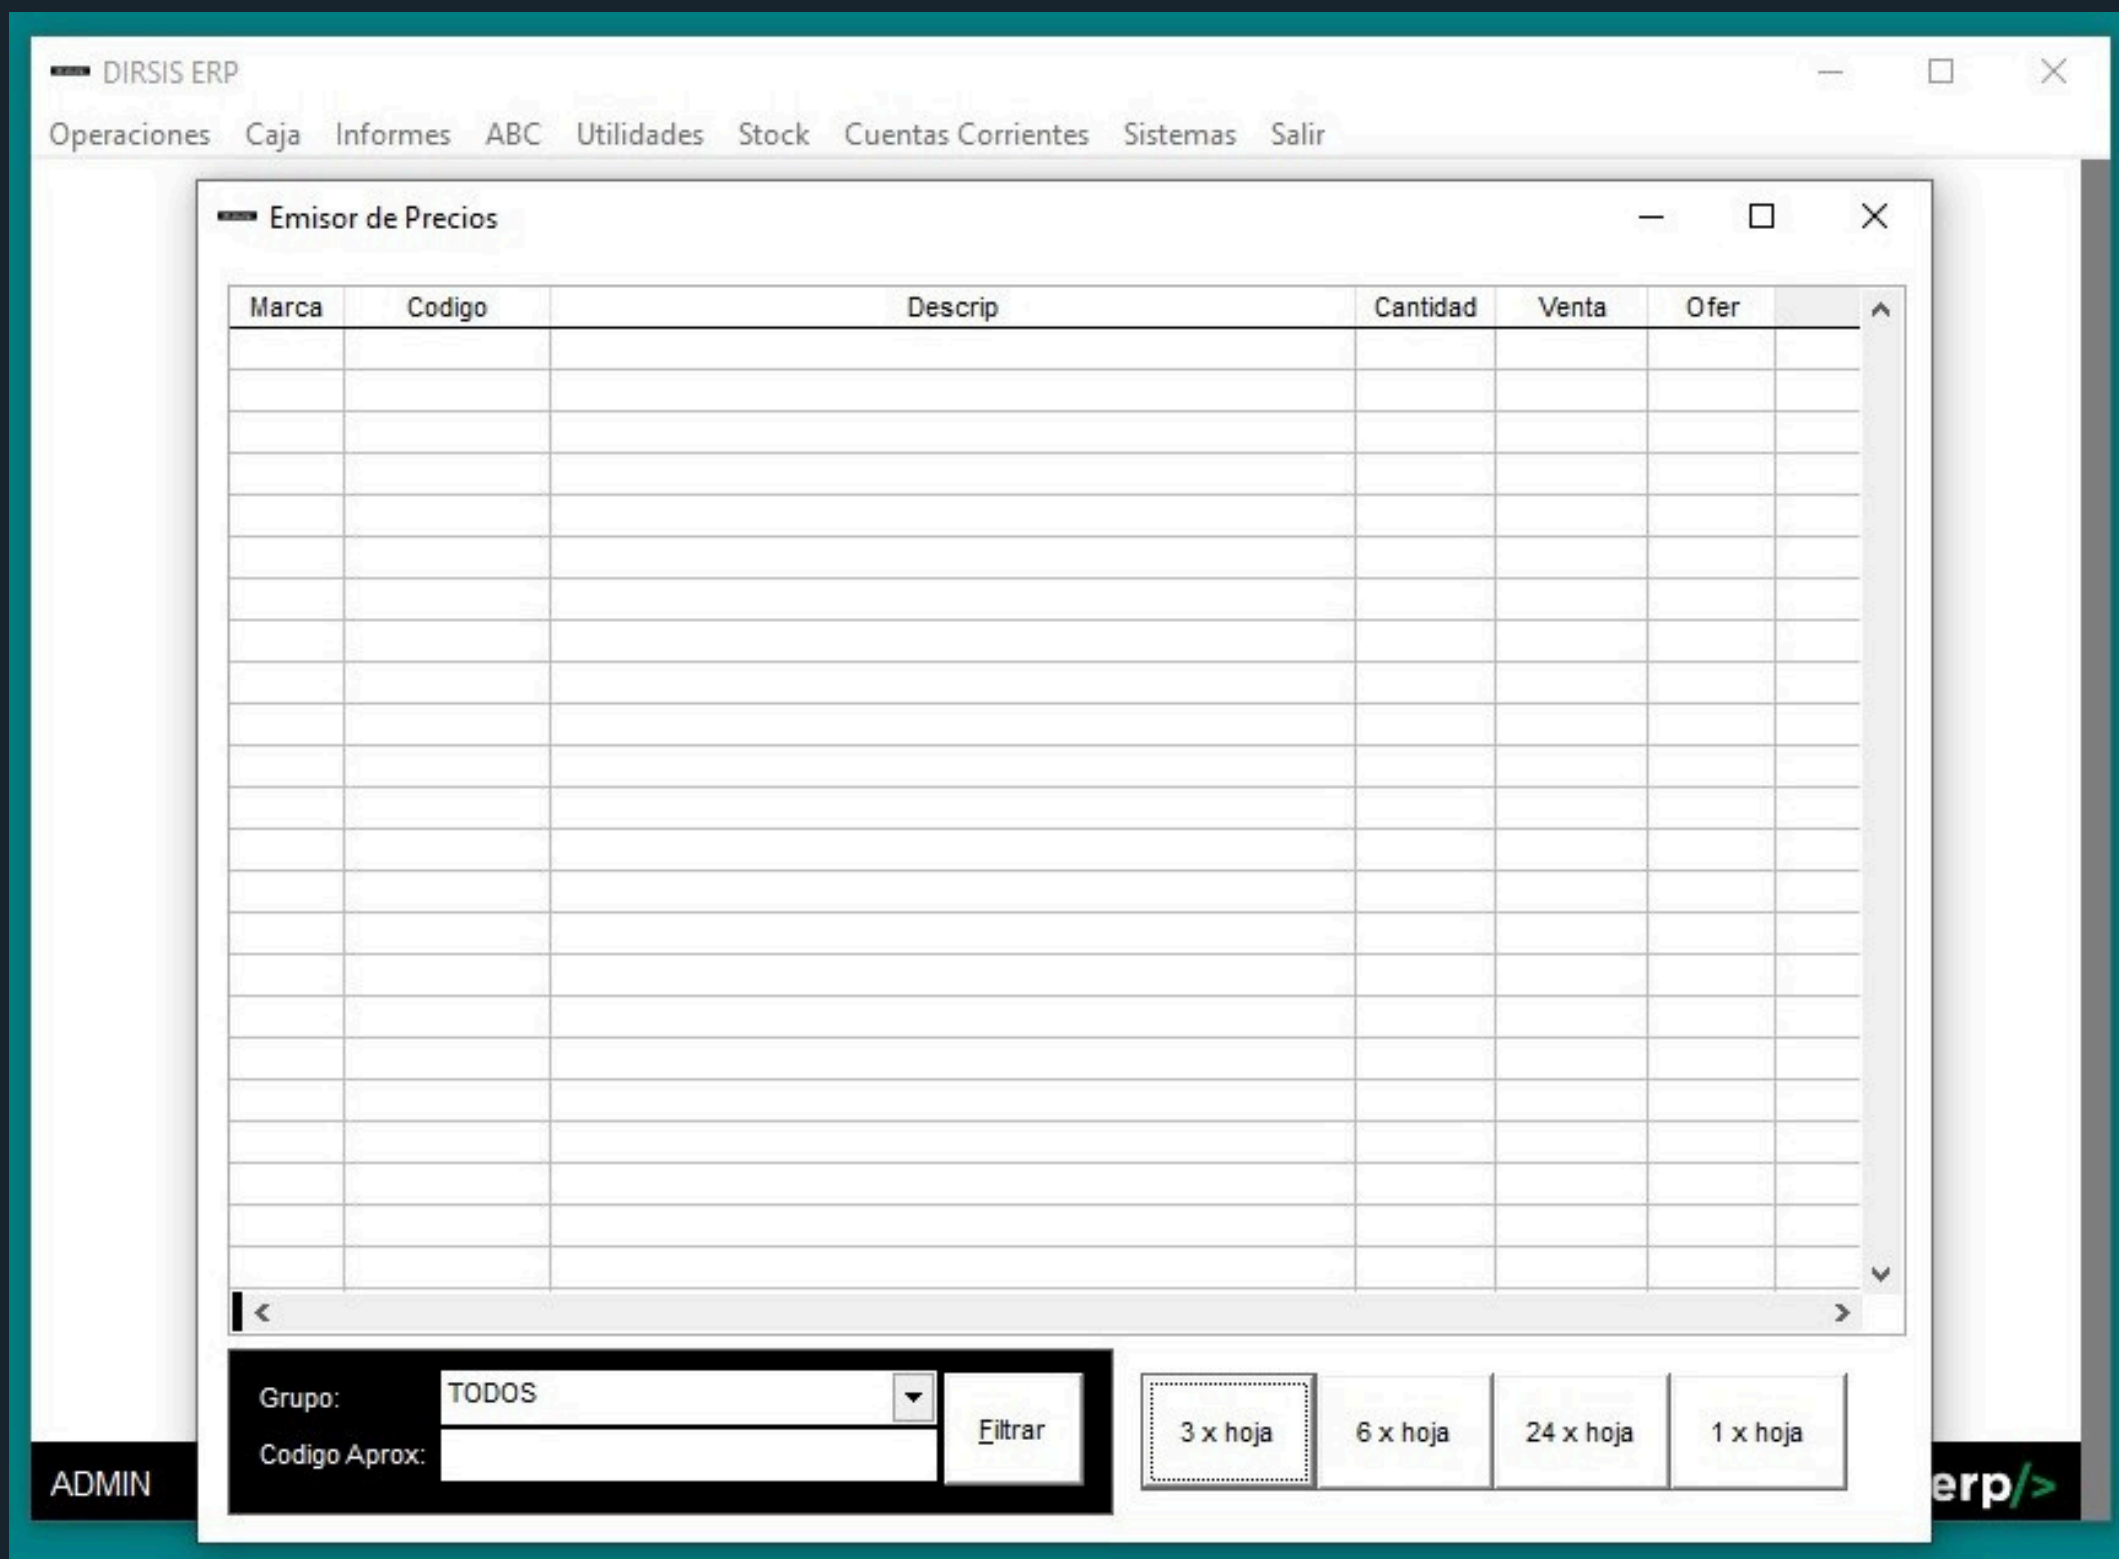 DIRSIS ERP
Operaciones Caja Informes ABC Utilidades Stock Cuentas Corrientes Sistemas Salir
Emisor de Precios
Marca Codigo Descrip Cantidad Venta Ofer
Grupo: TODOS
Codigo Aprox:
Filtrar
3 x hoja 6 x hoja 24 x hoja 1 x hoja
ADMIN
erp/>